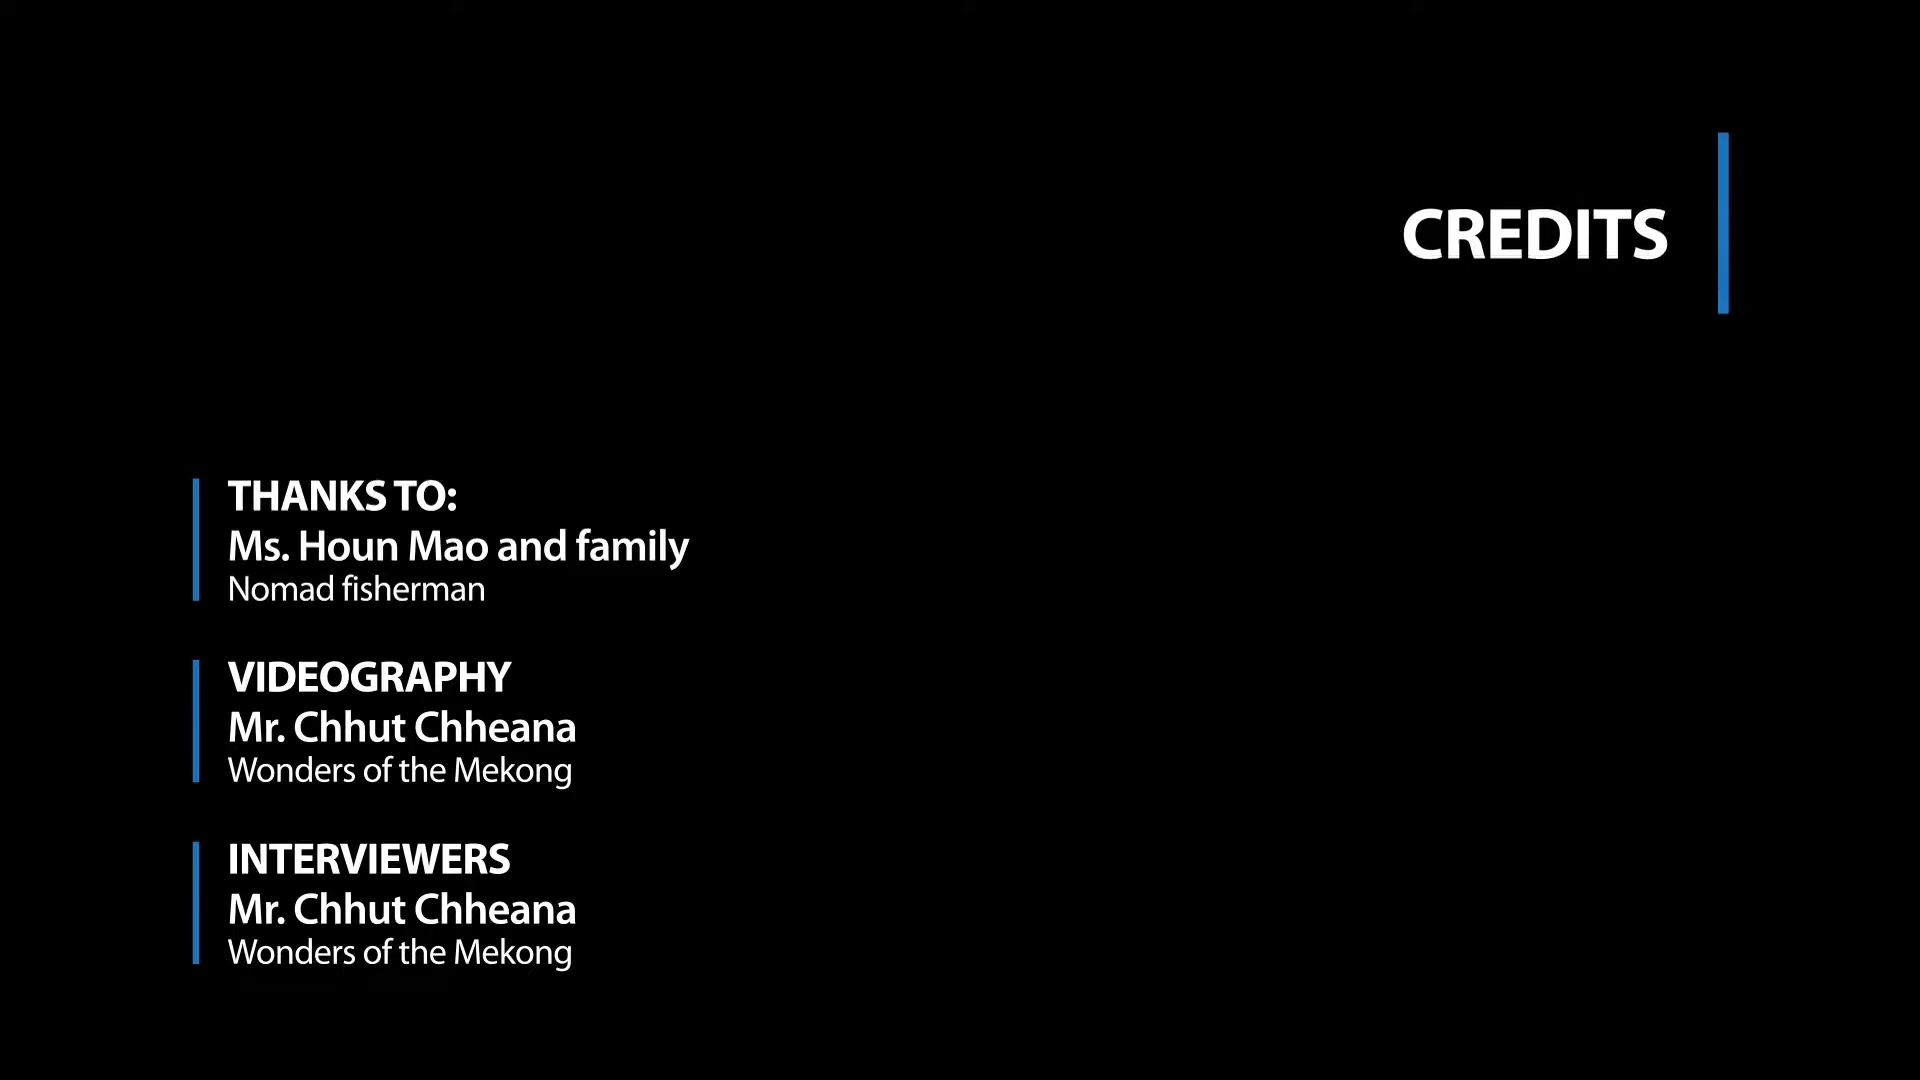 CREDITS
THANKS TO:
Ms. Houn Mao and family
Nomad fisherman
VIDEOGRAPHY
Mr. Chhut Chheana
Wonders of the Mekong
INTERVIEWERS
Mr. Chhut Chheana
Wonders of the Mekong